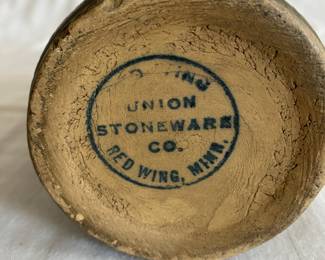 UNION
STONEWARE
CO.
RED WING, MINN.